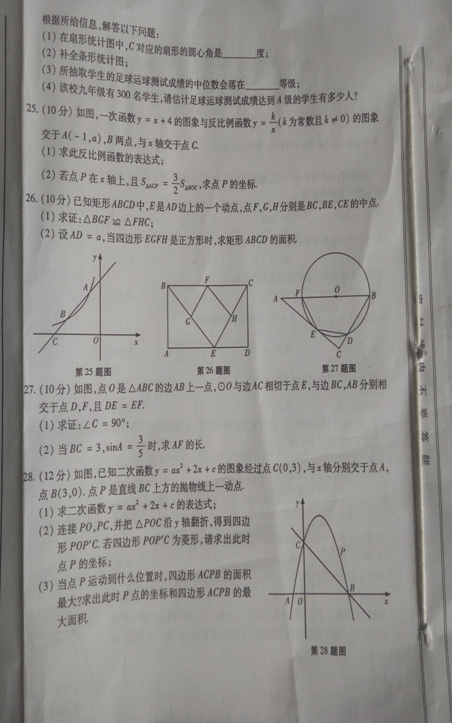 根据所给信息,解答以下问题:
(1) 在扇形统计图中,C对应的扇形的圆心角是______度;
(2) 补全条形统计图;
(3) 所抽取学生的足球运球测试成绩的中位数会落在______等级;
(4) 该校九年级有300名学生,请估计足球运球测试成绩达到A级的学生有多少人?
25. (10分) 如图,一次函数y = x + 4的图象与反比例函数y = k/x (k为常数且k ≠ 0) 的图象
交于A(−1,a),B两点,与x轴交于点C.
(1) 求此反比例函数的表达式;
(2) 若点P在x轴上,且S△ACP = 3/2 S△BOC,求点P的坐标.
26. (10分) 已知矩形ABCD中,E是AD边上的一个动点,点F,G,H分别是BC,BE,CE的中点.
(1) 求证:△BGF ≌ △FHC;
(2) 设AD = a,当四边形EGFH是正方形时,求矩形ABCD的面积.
y
A
B
C
O
x
第25题图
B
F
C
G
H
A
E
D
第26题图
A
F
O
B
E
D
C
第27题图
27. (10分) 如图,点O是△ABC的边AB上一点,⊙O与边AC相切于点E,与边BC,AB分别相
交于点D,F,且DE = EF.
(1) 求证:∠C = 90°;
(2) 当BC = 3,sinA = 3/5时,求AF的长.
28. (12分) 如图,已知二次函数y = ax² + 2x + c的图象经过点C(0,3),与x轴分别交于点A,
点B(3,0). 点P是直线BC上方的抛物线上一动点.
(1) 求二次函数y = ax² + 2x + c的表达式;
(2) 连接PO,PC,并把△POC沿y轴翻折,得到四边
形POP′C. 若四边形POP′C为菱形,请求出此时
点P的坐标;
(3) 当点P运动到什么位置时,四边形ACPB的面积
最大?求出此时P点的坐标和四边形ACPB的最
大面积.
y
C
P
A
O
B
x
第28题图